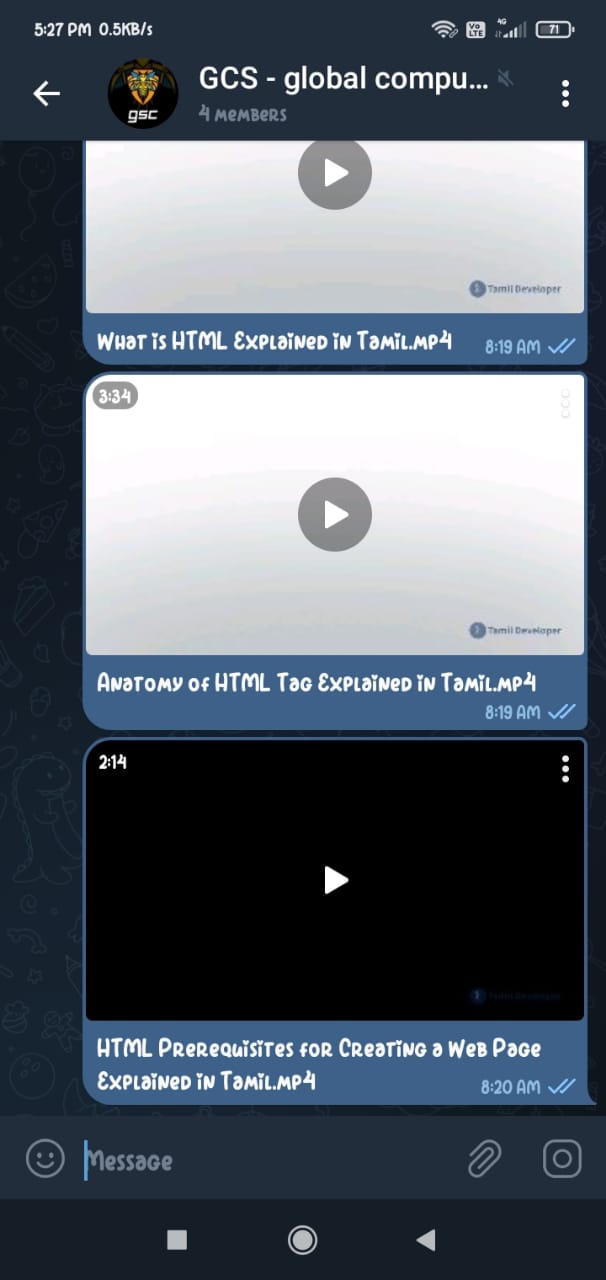 5:27 PM 0.5KB/s
Vo LTE
4G
71
GCS - global compu...
gsc
4 members
Tamil Developer
What is HTML Explained in Tamil.mp4
8:19 AM
3:34
Tamil Developer
Anatomy of HTML Tag Explained in Tamil.mp4
8:19 AM
2:14
Tamil Developer
HTML Prerequisites for Creating a Web Page
Explained in Tamil.mp4
8:20 AM
Message